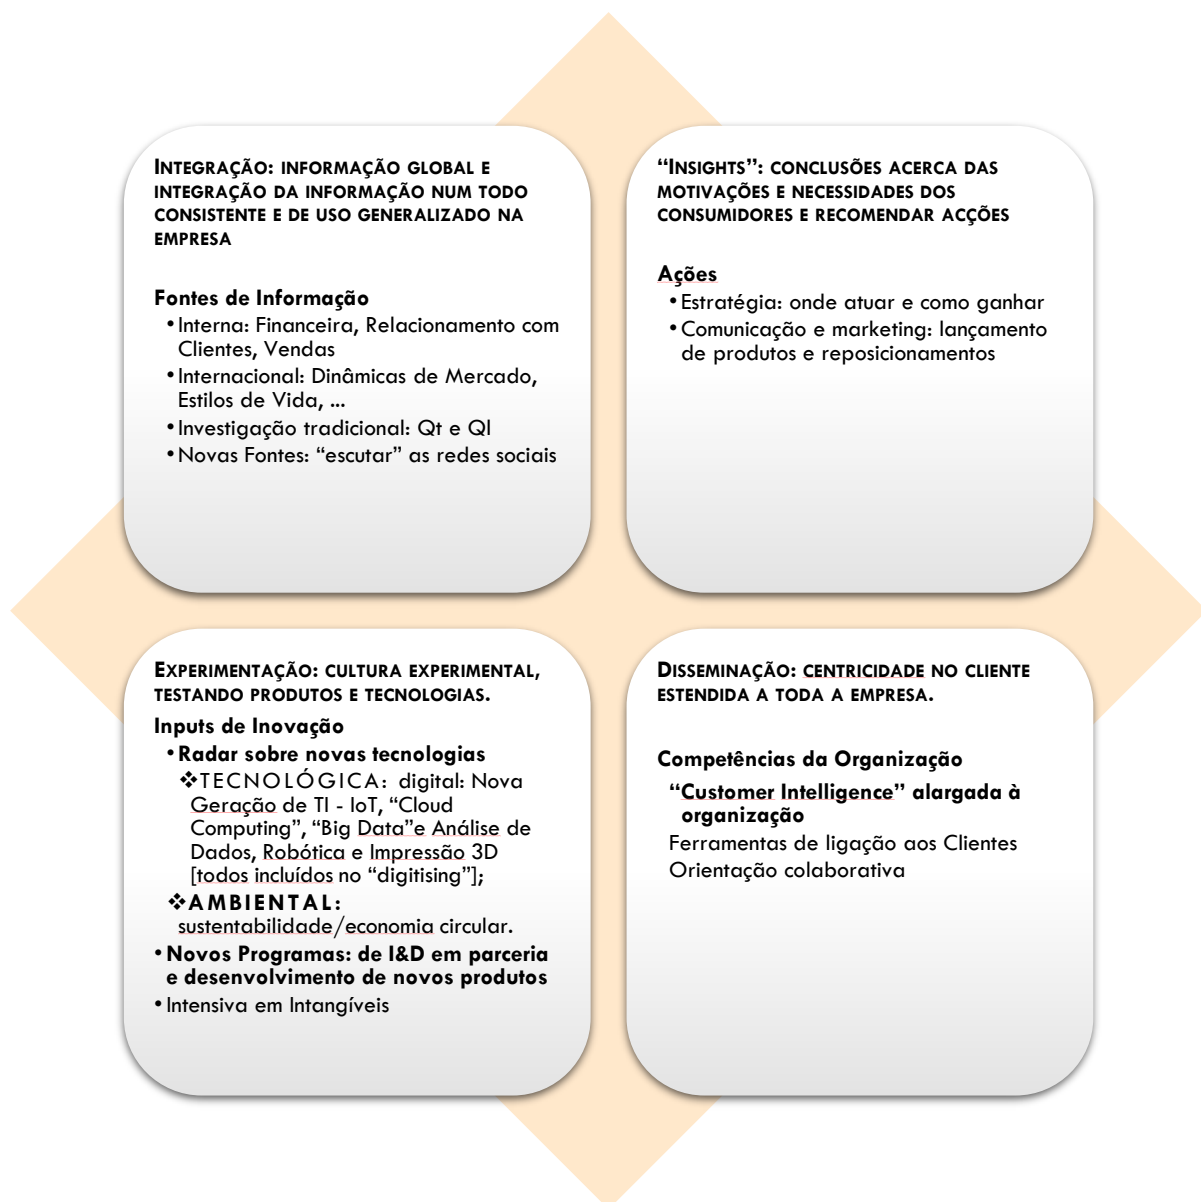 INTEGRAÇÃO: INFORMAÇÃO GLOBAL E
INTEGRAÇÃO DA INFORMAÇÃO NUM TODO
CONSISTENTE E DE USO GENERALIZADO NA
EMPRESA
Fontes de Informação
•Interna: Financeira, Relacionamento com
Clientes, Vendas
•Internacional: Dinâmicas de Mercado,
Estilos de Vida, ...
•Investigação tradicional: Qt e Ql
•Novas Fontes: “escutar” as redes sociais
“INSIGHTS”: CONCLUSÕES ACERCA DAS
MOTIVAÇÕES E NECESSIDADES DOS
CONSUMIDORES E RECOMENDAR ACÇÕES
Ações
•Estratégia: onde atuar e como ganhar
•Comunicação e marketing: lançamento
de produtos e reposicionamentos
EXPERIMENTAÇÃO: CULTURA EXPERIMENTAL,
TESTANDO PRODUTOS E TECNOLOGIAS.
Inputs de Inovação
•Radar sobre novas tecnologias
❖TECNOLÓGICA: digital: Nova
Geração de TI - IoT, “Cloud
Computing”, “Big Data”e Análise de
Dados, Robótica e Impressão 3D
[todos incluídos no “digitising”];
❖AMBIENTAL:
sustentabilidade/economia circular.
•Novos Programas: de I&D em parceria
e desenvolvimento de novos produtos
•Intensiva em Intangíveis
DISSEMINAÇÃO: CENTRICIDADE NO CLIENTE
ESTENDIDA A TODA A EMPRESA.
Competências da Organização
“Customer Intelligence” alargada à
organização
Ferramentas de ligação aos Clientes
Orientação colaborativa